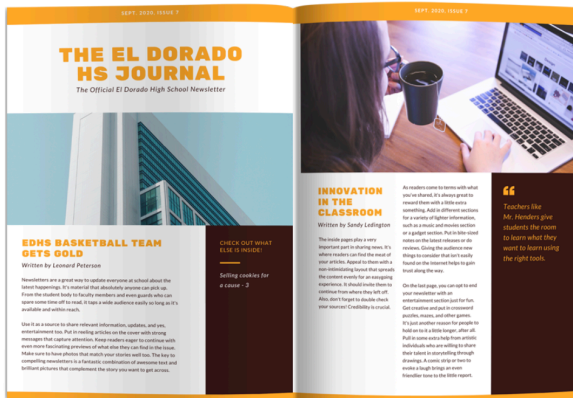 SEPT. 2020, ISSUE 7
THE EL DORADO
HS JOURNAL
The Official El Dorado High School Newsletter
EDHS BASKETBALL TEAM
GETS GOLD
Written by Leonard Peterson
Newsletters are a great way to update everyone at school about the
latest happenings. It's material that absolutely anyone can pick up.
From the student body to faculty members and even guards who can
spare some time off to read, it taps a wide audience easily so long as it's
available and within reach.
Use it as a source to share relevant information, updates, and yes,
entertainment too. Put in reeling articles on the cover with strong
messages that capture attention. Keep readers eager to continue with
even more fascinating previews of what else they can find in the issue.
Make sure to have photos that match your stories well too. The key to
compelling newsletters is a fantastic combination of awesome text and
brilliant pictures that complement the story you want to get across.
CHECK OUT WHAT
ELSE IS INSIDE!
Selling cookies for
a cause - 3
SEPT. 2020, ISSUE 7
INNOVATION
IN THE
CLASSROOM
Written by Sandy Ledington
The inside pages play a very
important part in sharing news. It's
where readers can find the meat of
your articles. Appeal to them with a
non-intimidating layout that spreads
the content evenly for an easygoing
experience. It should invite them to
continue from where they left off.
Also, don't forget to double check
your sources! Credibility is crucial.
As readers come to terms with what
you've shared, it's always great to
reward them with a little extra
something. Add in different sections
for a variety of lighter information,
such as a music and movies section
or a gadget section. Put in bite-sized
notes on the latest releases or do
reviews. Giving the audience new
things to consider that isn't easily
found on the internet helps to gain
trust along the way.
On the last page, you can opt to end
your newsletter with an
entertainment section just for fun.
Get creative and put in crossword
puzzles, mazes, and other games.
It's just another reason for people to
hold on to it a little longer, after all.
Pull in some extra help from artistic
individuals who are willing to share
their talent in storytelling through
drawings. A comic strip or two to
evoke a laugh brings an even
friendlier tone to the little report.
“
Teachers like
Mr. Henders give
students the room
to learn what they
want to learn using
the right tools.